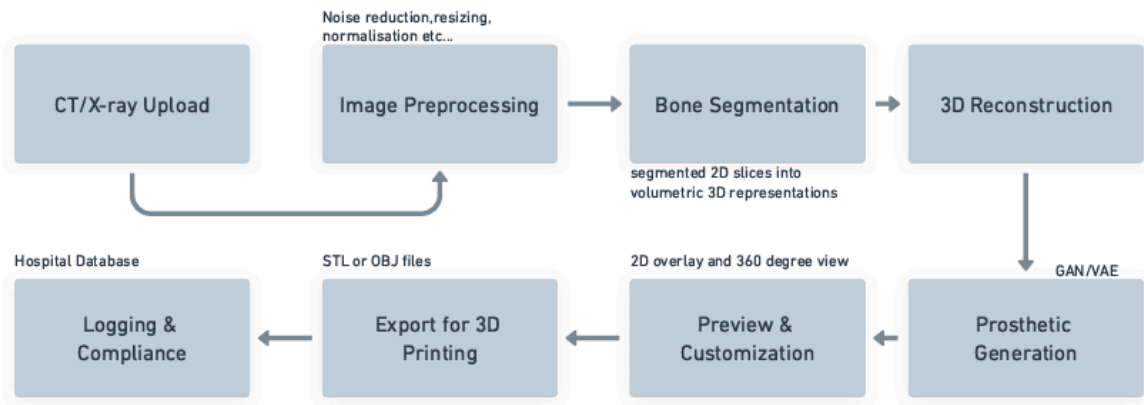 Noise reduction,resizing,
normalisation etc...
CT/X-ray Upload
Image Preprocessing
Bone Segmentation
3D Reconstruction
segmented 2D slices into
volumetric 3D representations
Hospital Database
STL or OBJ files
2D overlay and 360 degree view
GAN/VAE
Logging &
Compliance
Export for 3D
Printing
Preview &
Customization
Prosthetic
Generation